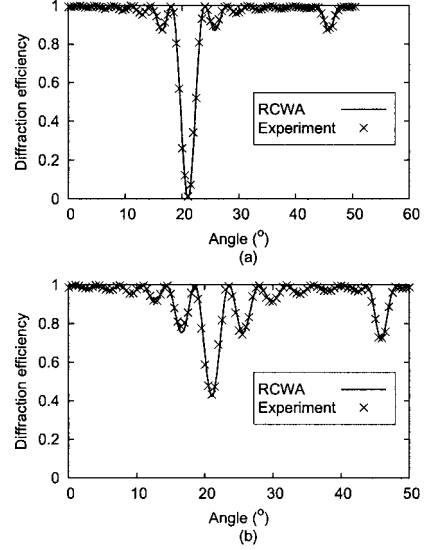 1
0.8
0.6
0.4
0.2
0
Diffraction efficiency
RCWA
Experiment
0 10 20 30 40 50 60
Angle (°)
(a)
1
0.8
0.6
0.4
0.2
0
Diffraction efficiency
RCWA
Experiment
0 10 20 30 40 50
Angle (°)
(b)